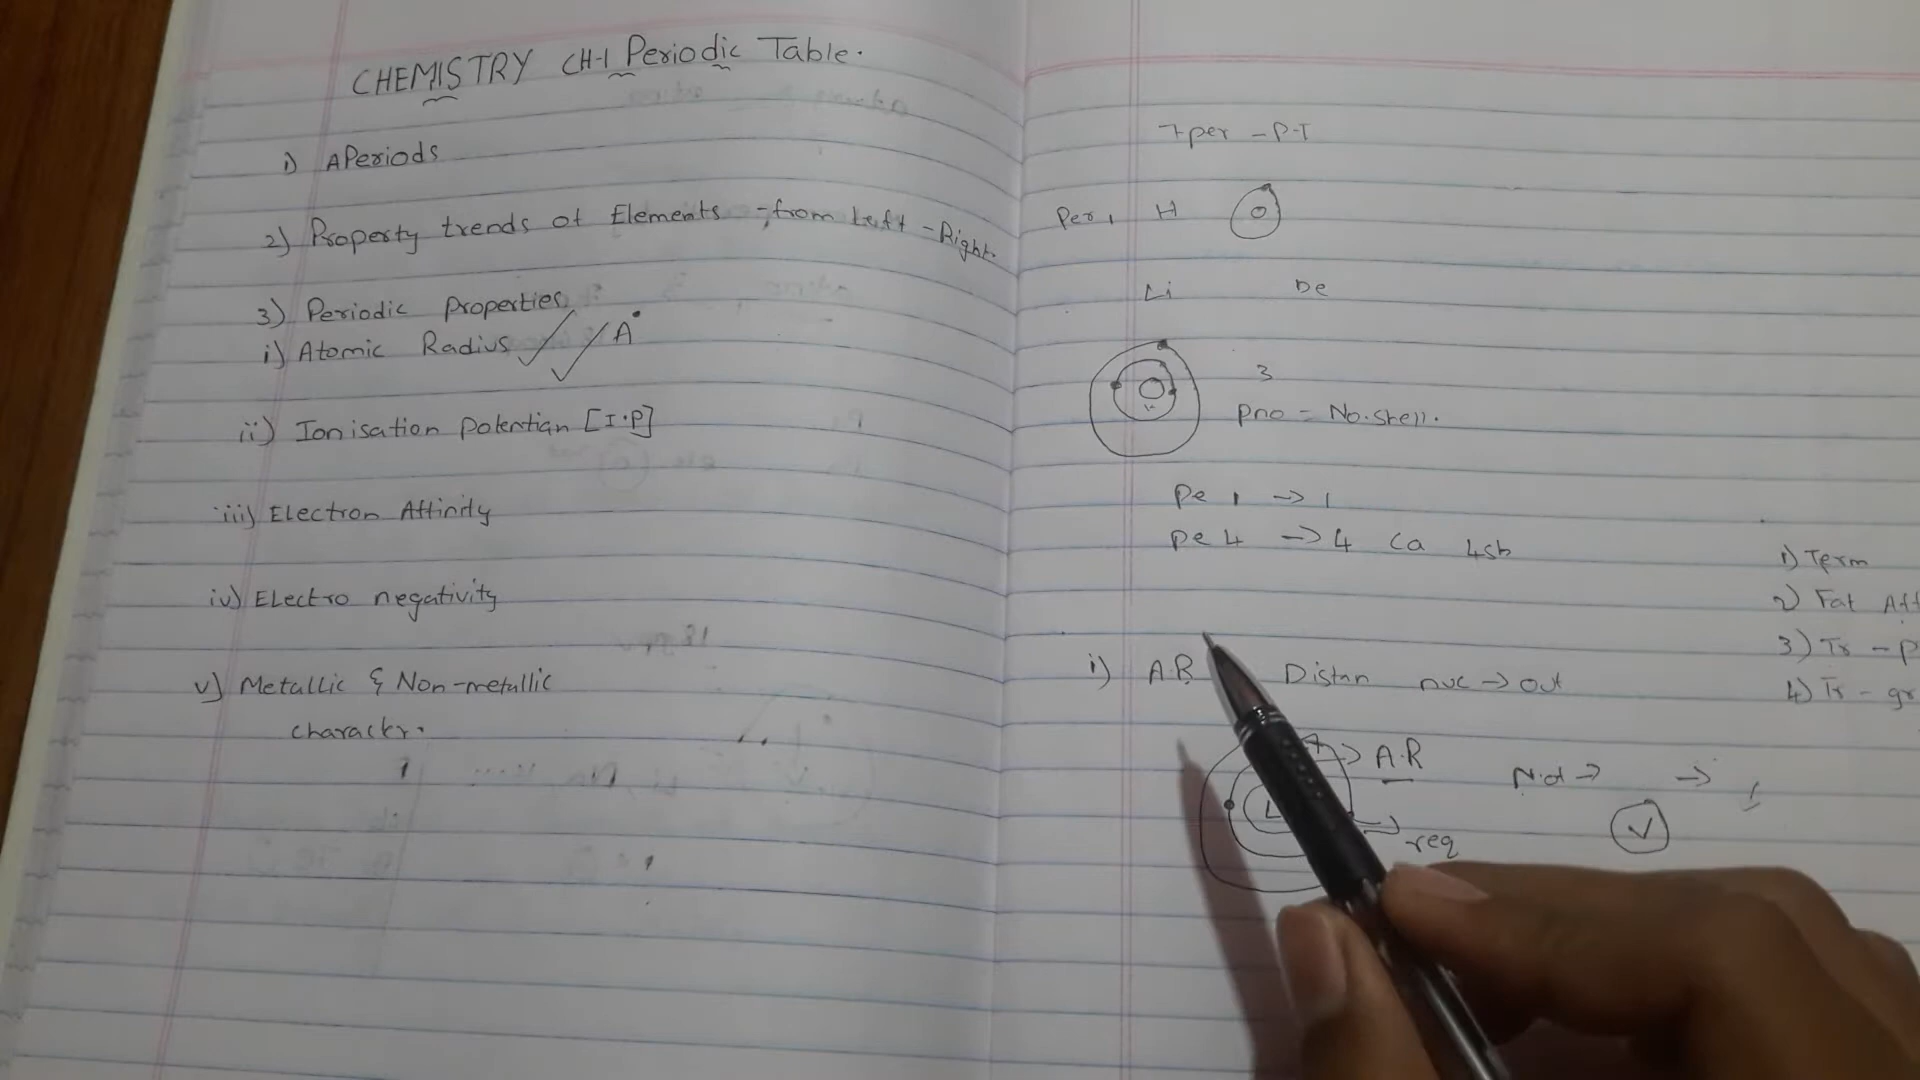 CHEMISTRY CH-1 Periodic Table.
1) APeriods
2) Property trends of Elements - from Left - Right.
3) Periodic Properties
i) Atomic Radius A°
ii) Ionisation Potentian [I.P]
iii) Electron Affinity
iv) Electro negativity
v) Metallic & Non-metallic
charactr.
7 per - P.T
Per 1 H
Li Be
3
Pno = No.shell.
Pe 1 → 1
Pe 4 → 4 Ca 4sh
1) Term
2) Fat Aff
3) Tr - P
4) Tr - gr
i) A.R Distan nuc → out
→ A.R
N.d → →
→ req